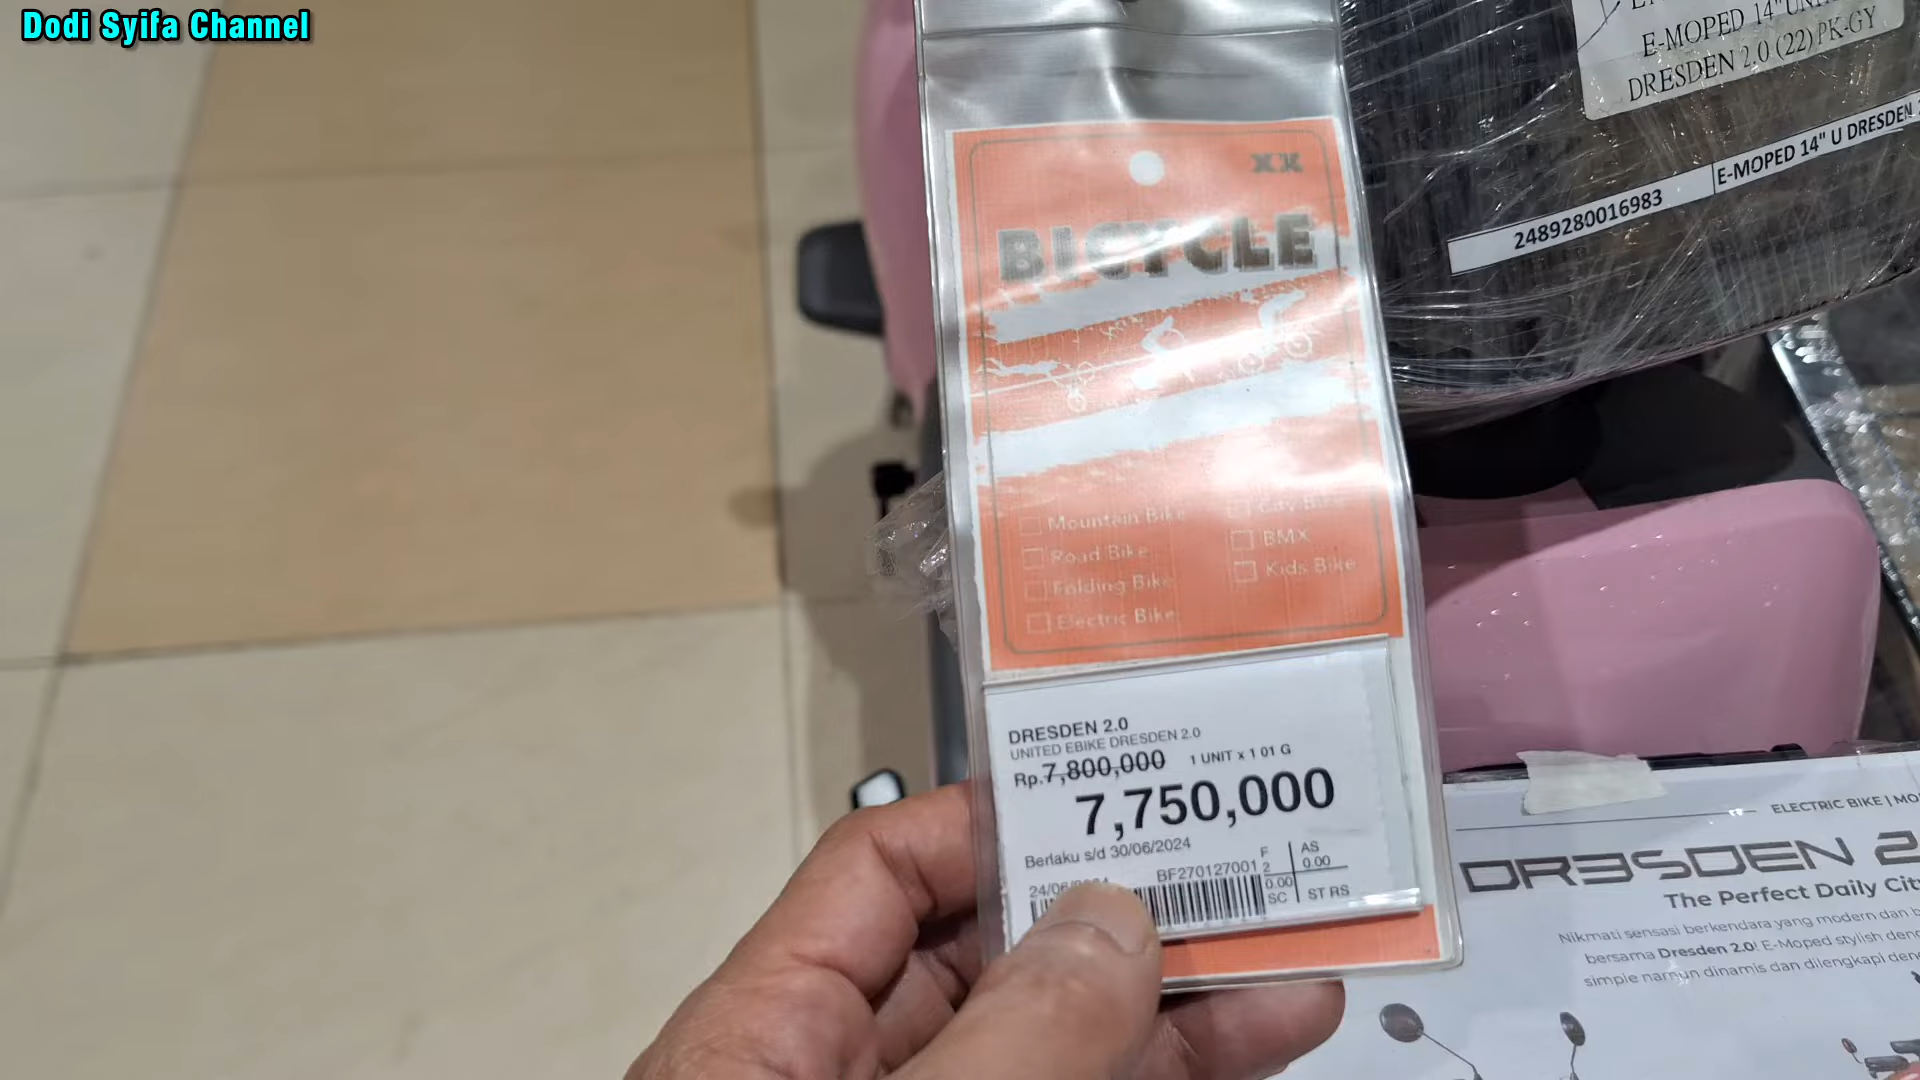 Dodi Syifa Channel
E-MOPED 14"
DRESDEN 2.0 (22) PK-GY
2489280016983
E-MOPED 14" U DRESDEN
XX
BICYCLE
Mountain Bike
Road Bike
Folding Bike
Electric Bike
City
BMX
Kids Bike
DRESDEN 2.0
UNITED EBIKE DRESDEN 2.0
Rp.7,800,000 1 UNIT x 1 01 G
7,750,000
Berlaku s/d 30/06/2024
BF270127001
F
2
0.00
SC
AS
0.00
ST RS
ELECTRIC BIKE |
DR3SDEN
The Perfect Daily
Nikmati sensasi berkendara yang modern dan
bersama Dresden 2.0! E-Moped stylish
simple namun dinamis dan dilengkapi